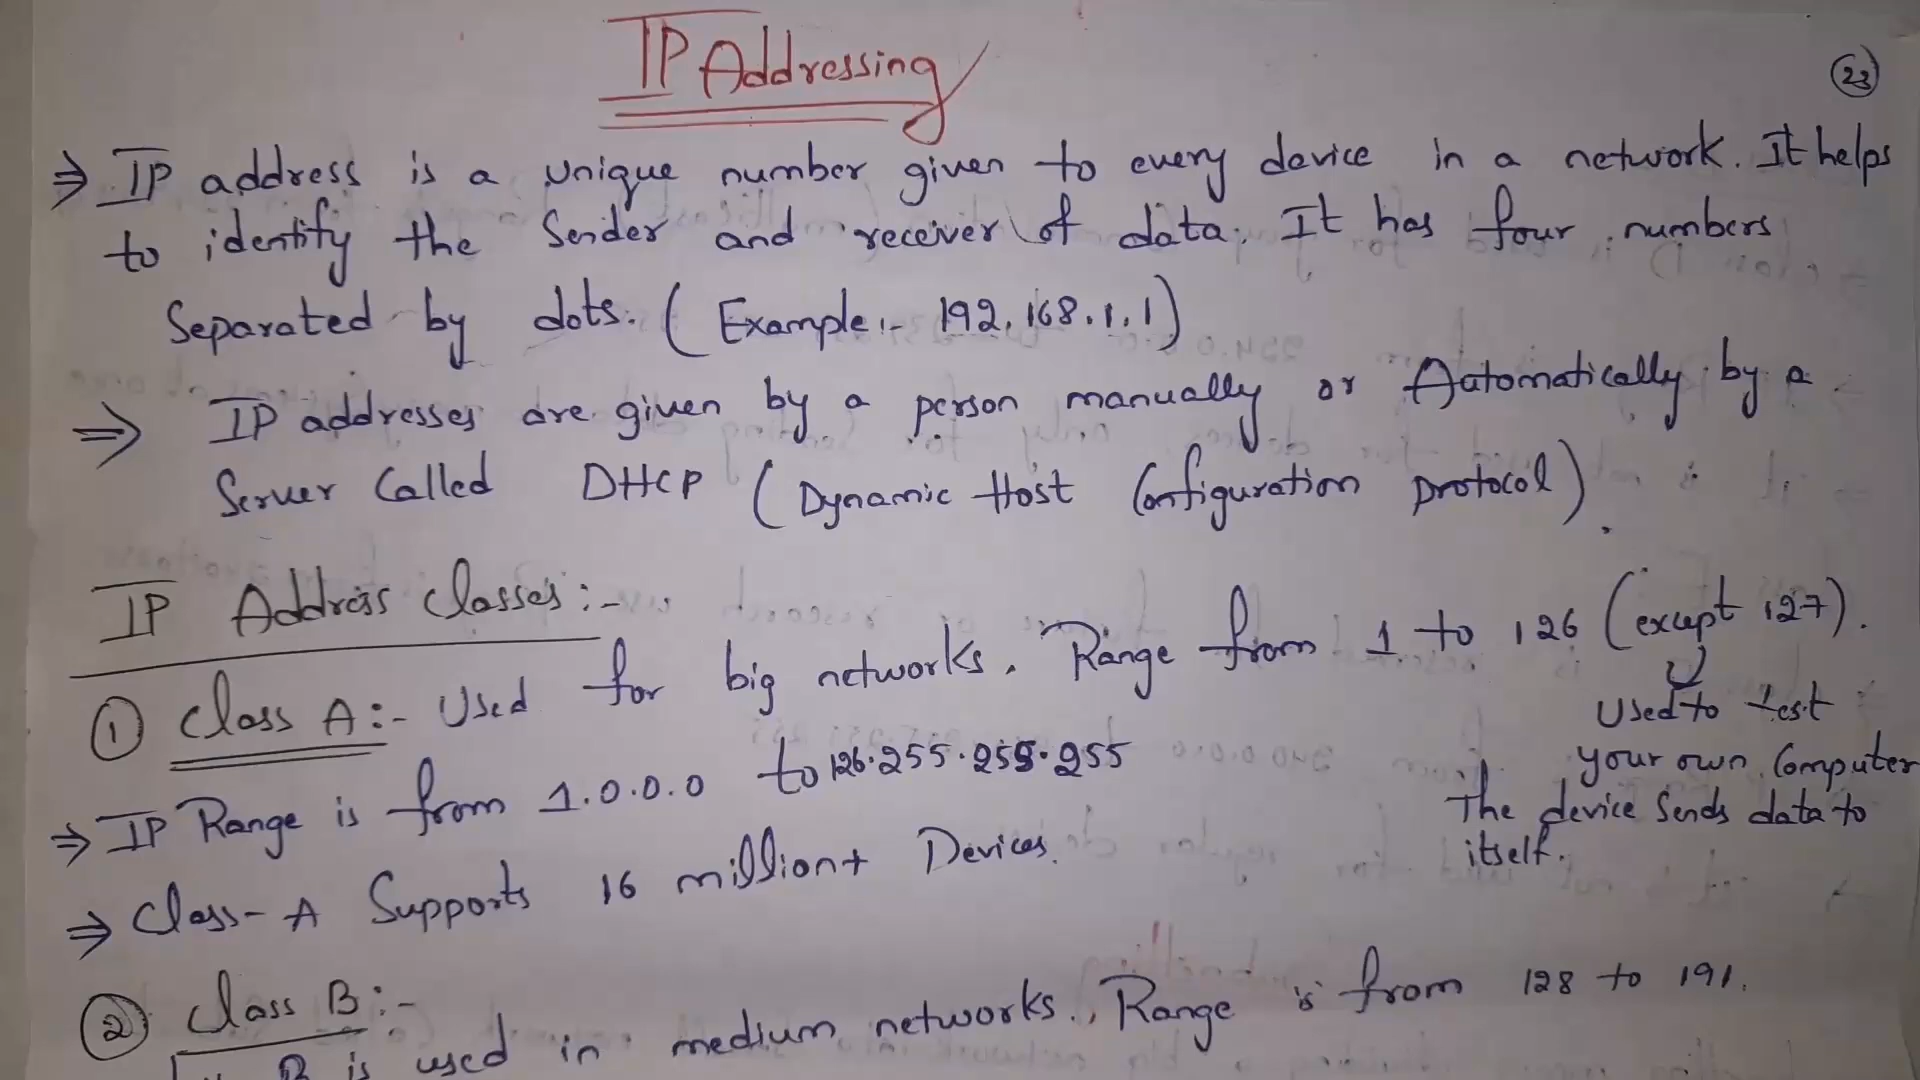 IP Addressing
23
⇒ IP address is a unique number given to every device in a network. It helps
to identify the Sender and receiver of data. It has four numbers
Separated by dots. (Example:- 192.168.1.1)
⇒ IP addresses are given by a person manually or Automatically by a
Server Called DHCP (Dynamic Host Configuration protocol).
IP Address Classes:-
① Class A:- Used for big networks. Range from 1 to 126 (except 127).
Used to test
your own Computer
The device Sends data to
itself.
⇒ IP Range is from 1.0.0.0 to 126.255.255.255
⇒ Class-A Supports 16 million+ Devices.
② Class B:-
B is used in medium networks. Range is from 128 to 191.